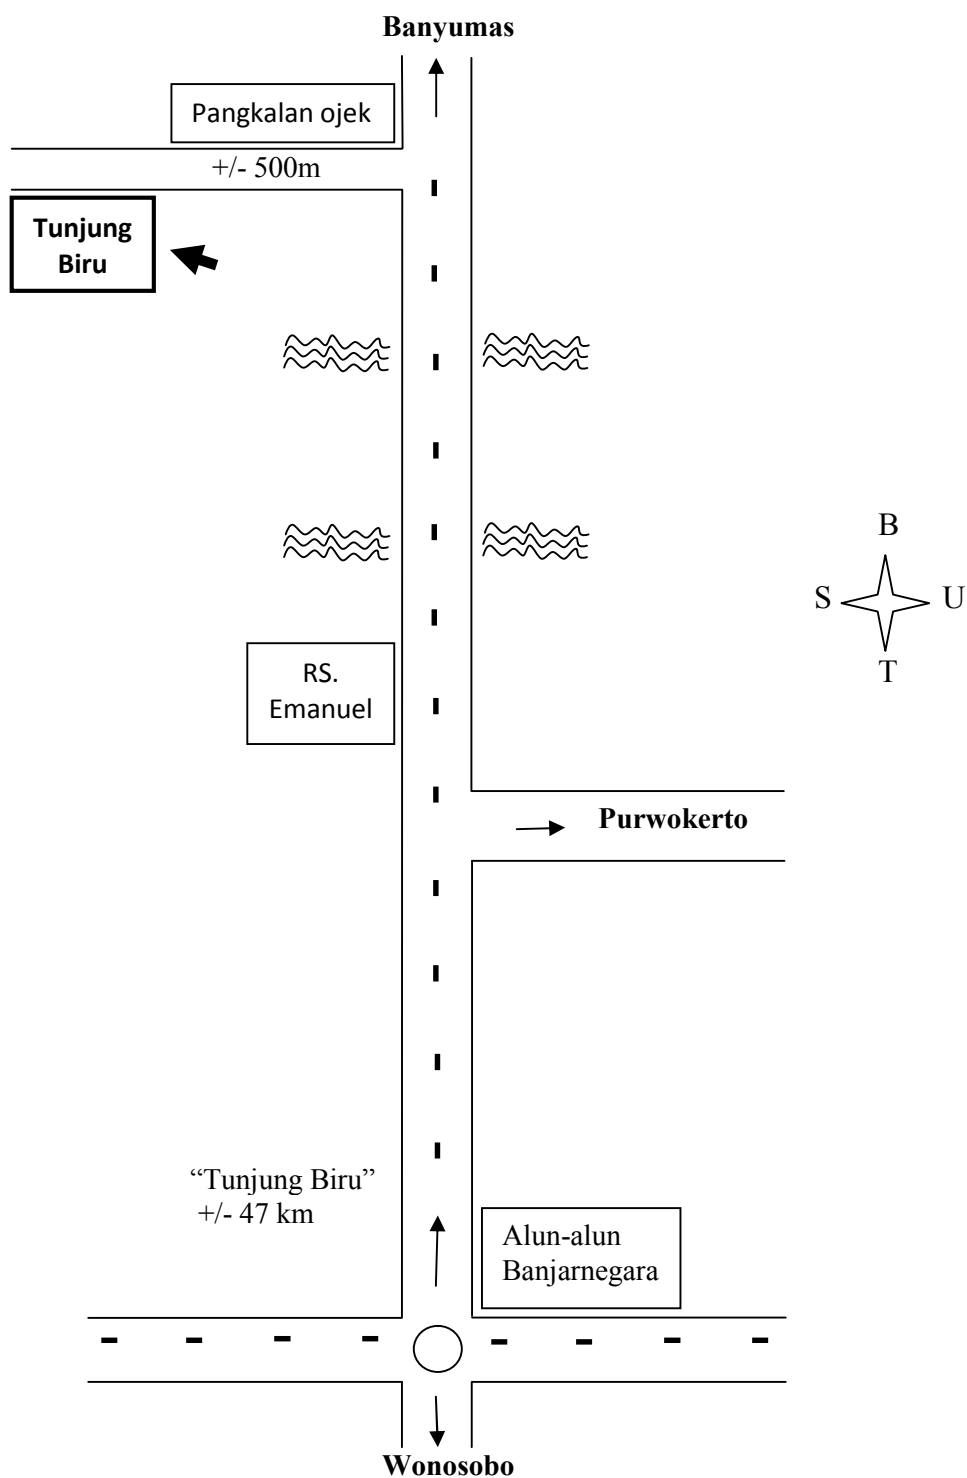 Banyumas
Pangkalan ojek
+/- 500m
Tunjung
Biru
B
S
U
T
RS.
Emanuel
Purwokerto
“Tunjung Biru”
+/- 47 km
Alun-alun
Banjarnegara
Wonosobo